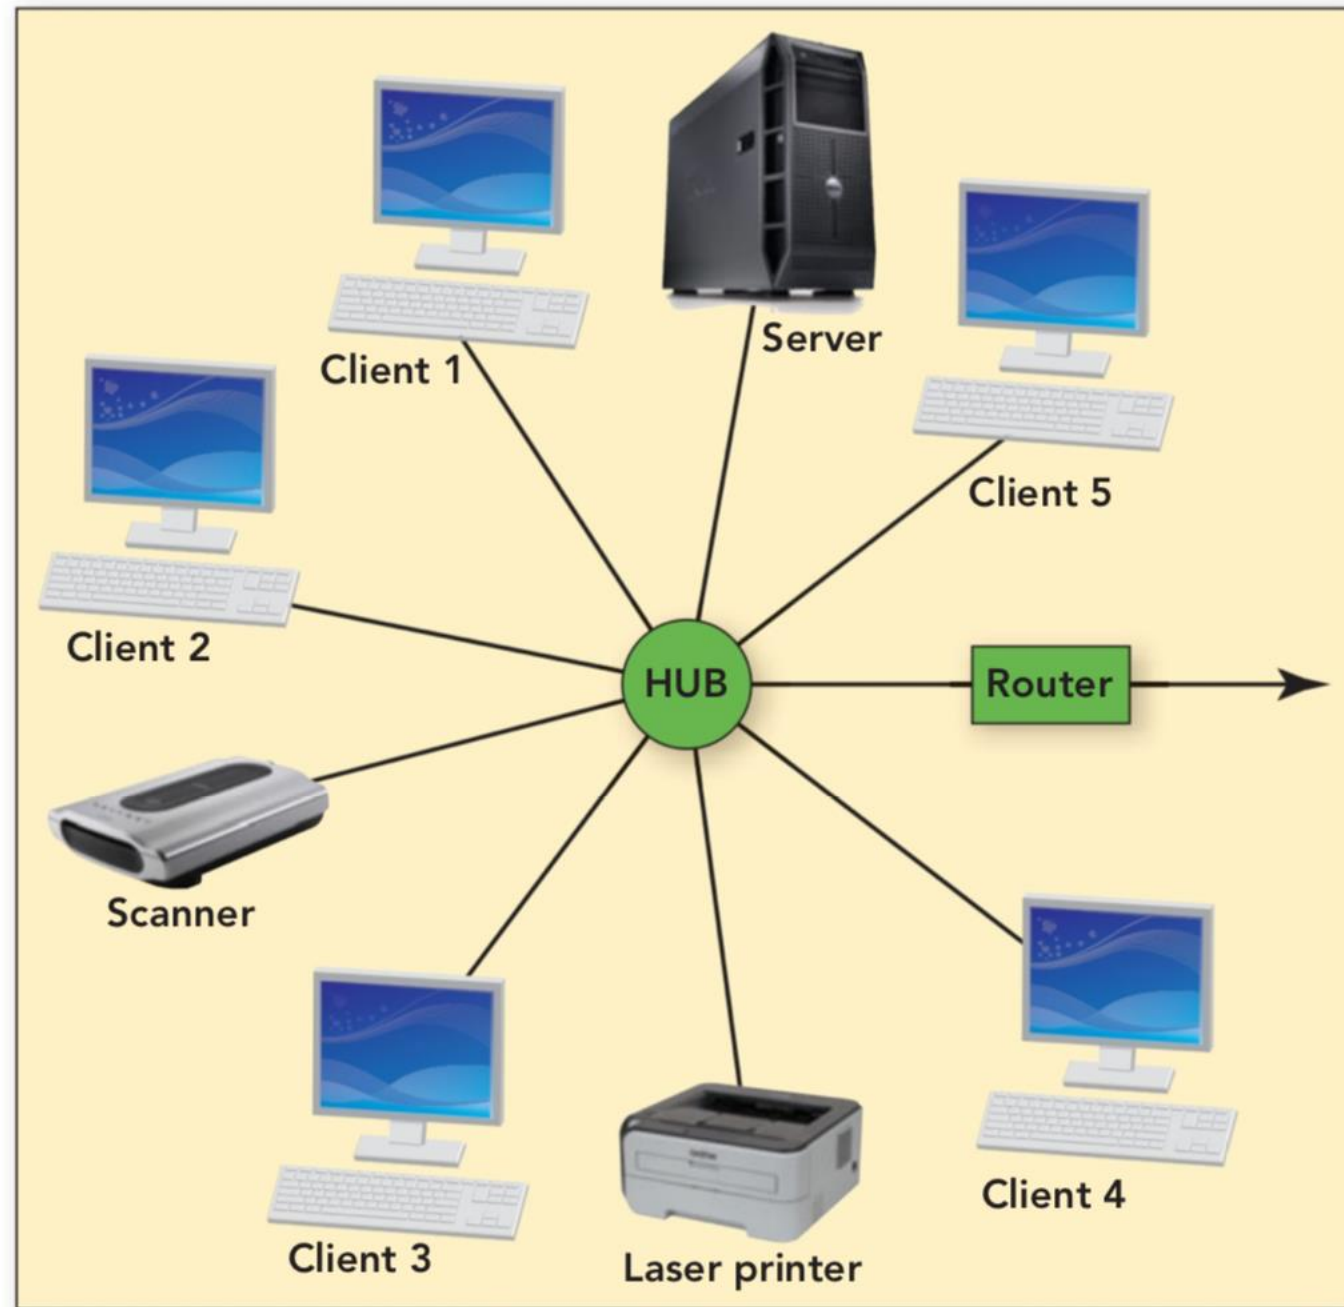 Client 1
Server
Client 5
Client 2
HUB
Router
Scanner
Client 3
Laser printer
Client 4